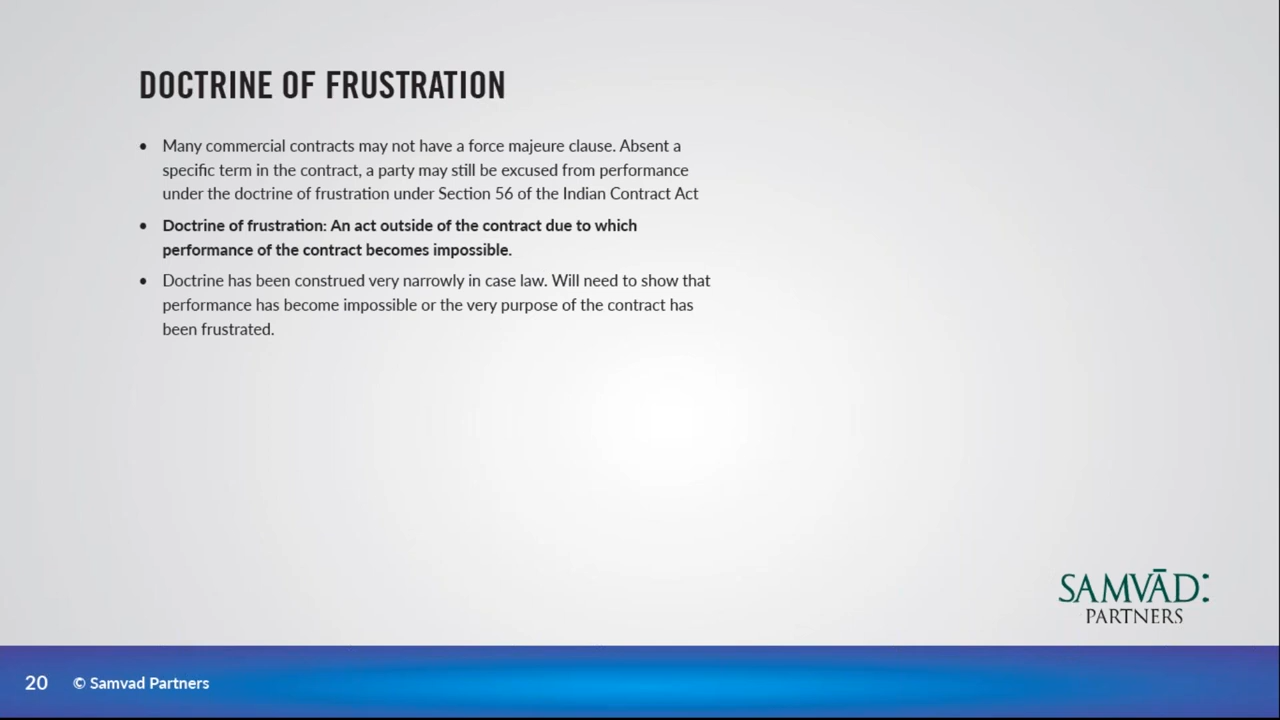 DOCTRINE OF FRUSTRATION
• Many commercial contracts may not have a force majeure clause. Absent a
specific term in the contract, a party may still be excused from performance
under the doctrine of frustration under Section 56 of the Indian Contract Act
• Doctrine of frustration: An act outside of the contract due to which
performance of the contract becomes impossible.
• Doctrine has been construed very narrowly in case law. Will need to show that
performance has become impossible or the very purpose of the contract has
been frustrated.
SAMVĀD:
PARTNERS
20 © Samvad Partners